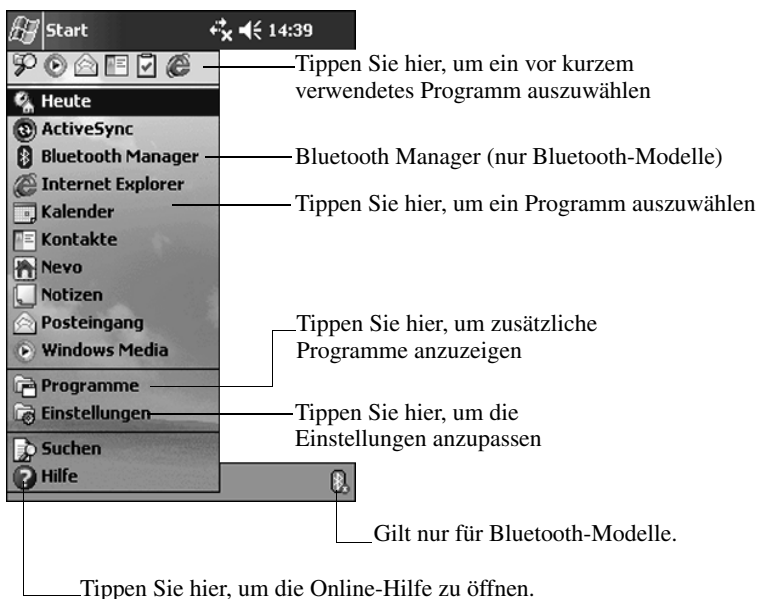 Start 14:39
Tippen Sie hier, um ein vor kurzem
verwendetes Programm auszuwählen
Heute
ActiveSync
Bluetooth Manager
Bluetooth Manager (nur Bluetooth-Modelle)
Internet Explorer
Tippen Sie hier, um ein Programm auszuwählen
Kalender
Kontakte
Nevo
Notizen
Posteingang
Windows Media
Tippen Sie hier, um zusätzliche
Programme anzuzeigen
Programme
Einstellungen
Tippen Sie hier, um die
Einstellungen anzupassen
Suchen
Hilfe
Gilt nur für Bluetooth-Modelle.
Tippen Sie hier, um die Online-Hilfe zu öffnen.